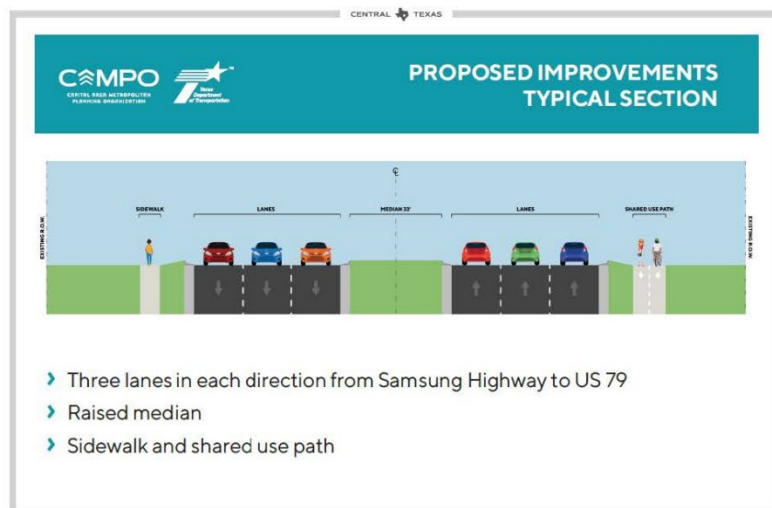 CENTRAL TEXAS
CAMPO
CAPITAL AREA METROPOLITAN
PLANNING ORGANIZATION
Texas
Department
of Transportation
PROPOSED IMPROVEMENTS
TYPICAL SECTION
EXISTING R.O.W.
SIDEWALK
LANES
MEDIAN 33'
LANES
SHARED USE PATH
EXISTING R.O.W.
Three lanes in each direction from Samsung Highway to US 79
Raised median
Sidewalk and shared use path